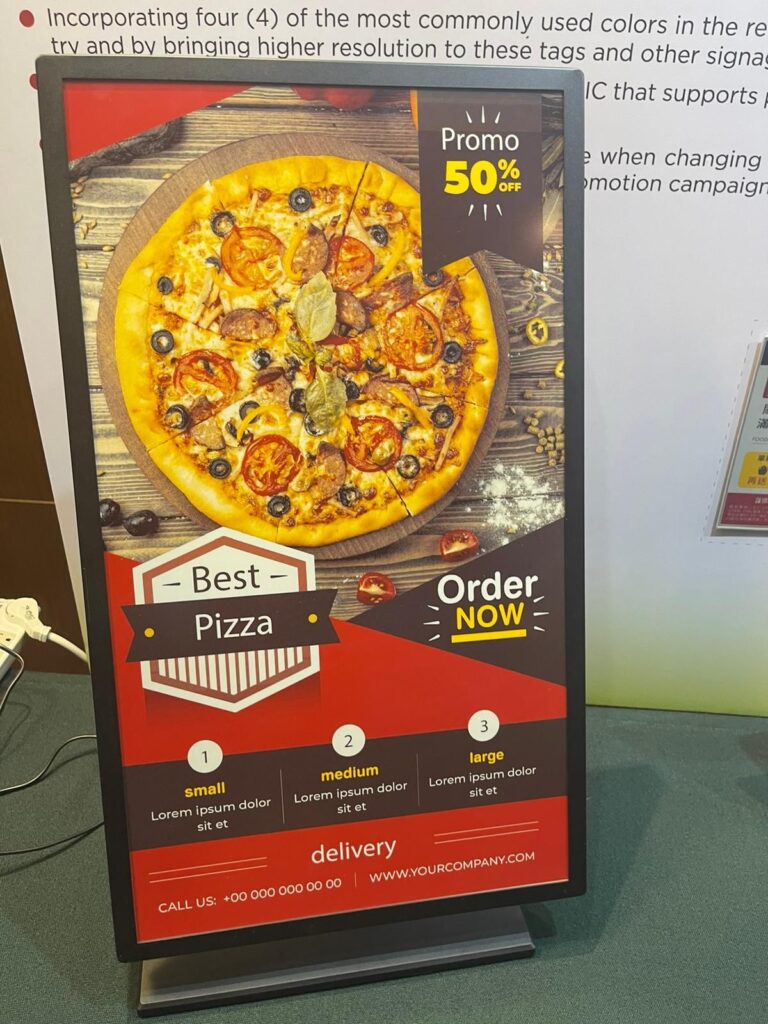 Incorporating four (4) of the most commonly used colors in the re
try and by bringing higher resolution to these tags and other signag
IC that supports p
when changing
omotion campaign
Promo
50% OFF
Best
Pizza
Order
NOW
1
small
Lorem ipsum dolor
sit et
2
medium
Lorem ipsum dolor
sit et
3
large
Lorem ipsum dolor
sit et
delivery
CALL US: +00 000 000 00 00
WWW.YOURCOMPANY.COM